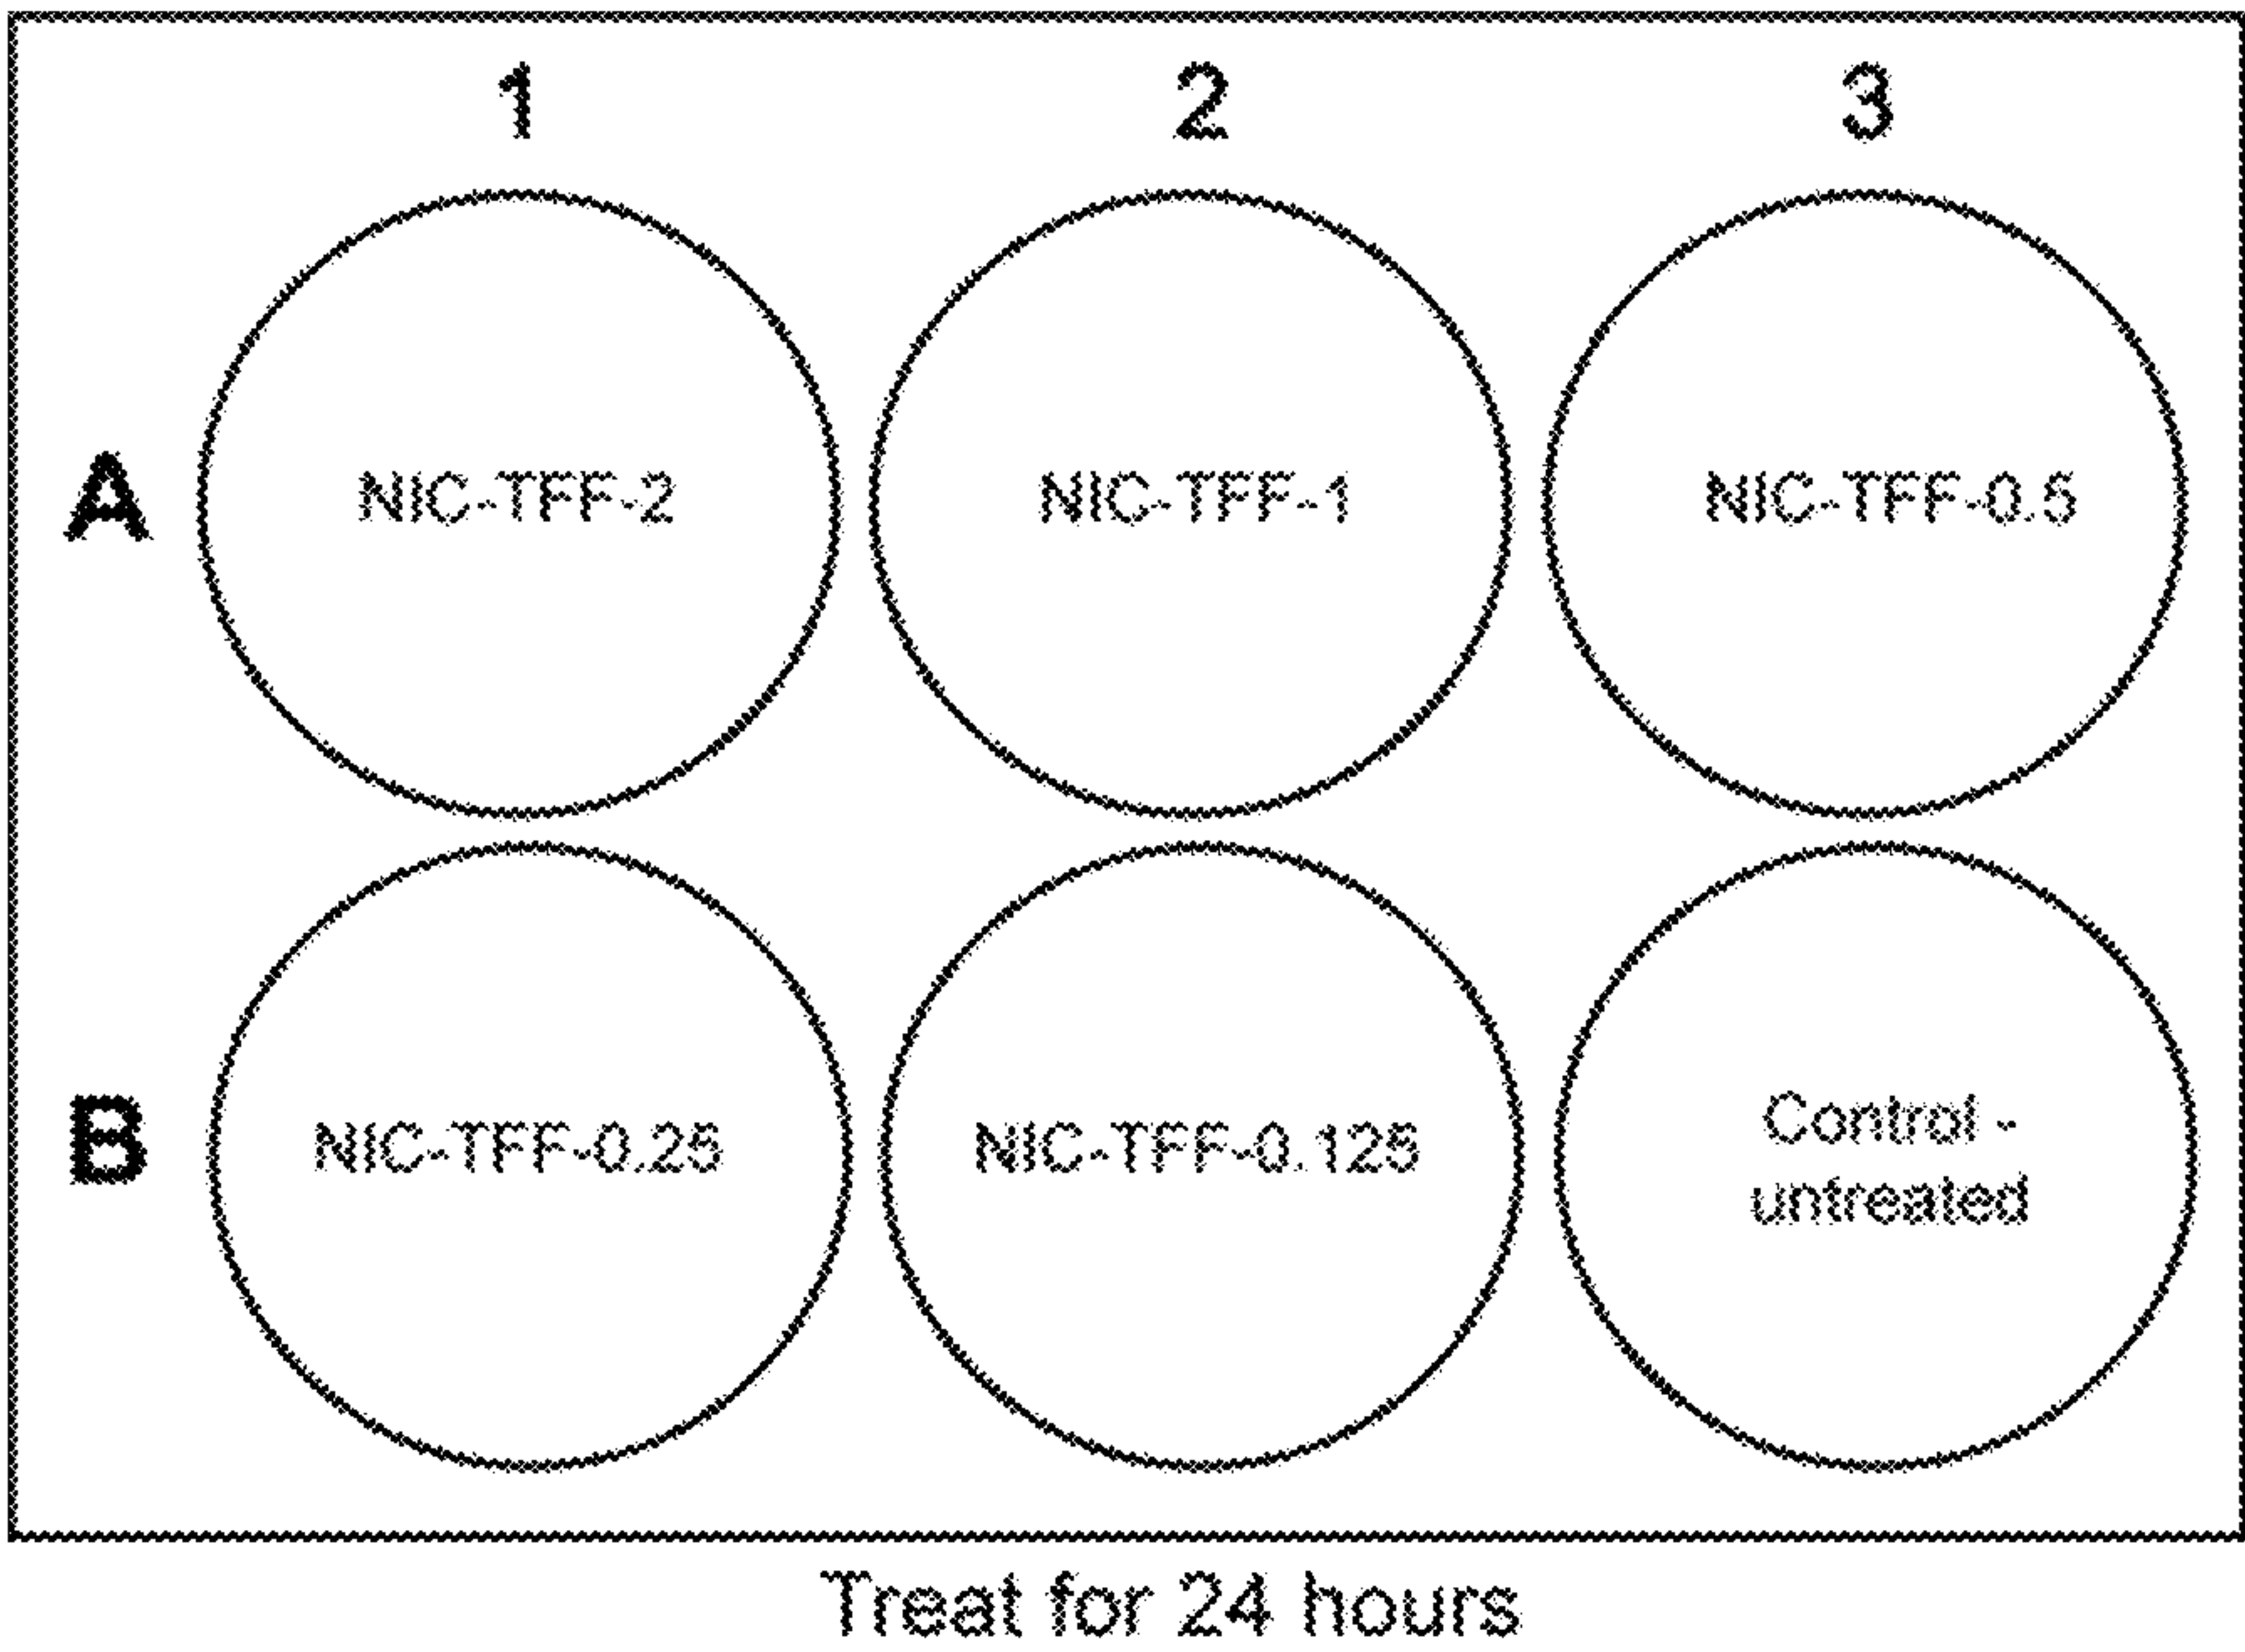 1 2 3
A NIC-TFF-2 NIC-TFF-1 NIC-TFF-0.5
B NIC-TFF-0.25 NIC-TFF-0.125 Control -
untreated
Treat for 24 hours